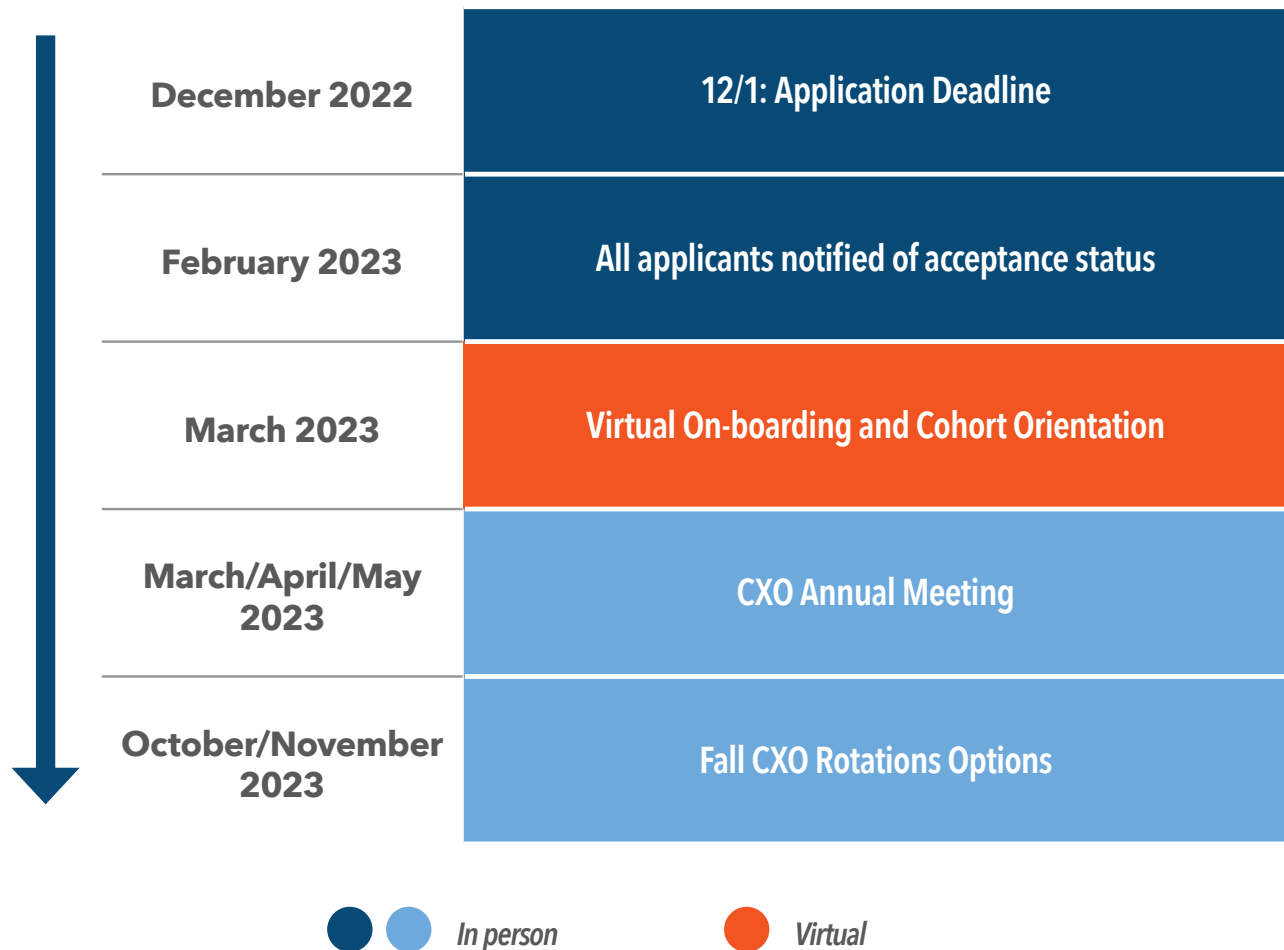 December 2022
12/1: Application Deadline
February 2023
All applicants notified of acceptance status
March 2023
Virtual On-boarding and Cohort Orientation
March/April/May
2023
CXO Annual Meeting
October/November
2023
Fall CXO Rotations Options
In person
Virtual